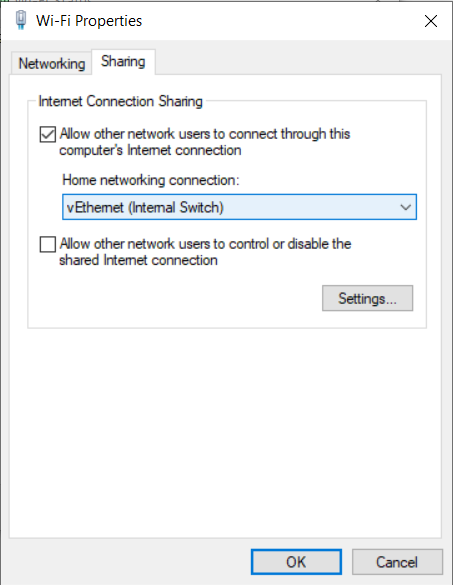 Wi-Fi Properties
Networking
Sharing
Internet Connection Sharing
Allow other network users to connect through this
computer's Internet connection
Home networking connection:
vEthernet (Internal Switch)
Allow other network users to control or disable the
shared Internet connection
Settings...
OK
Cancel